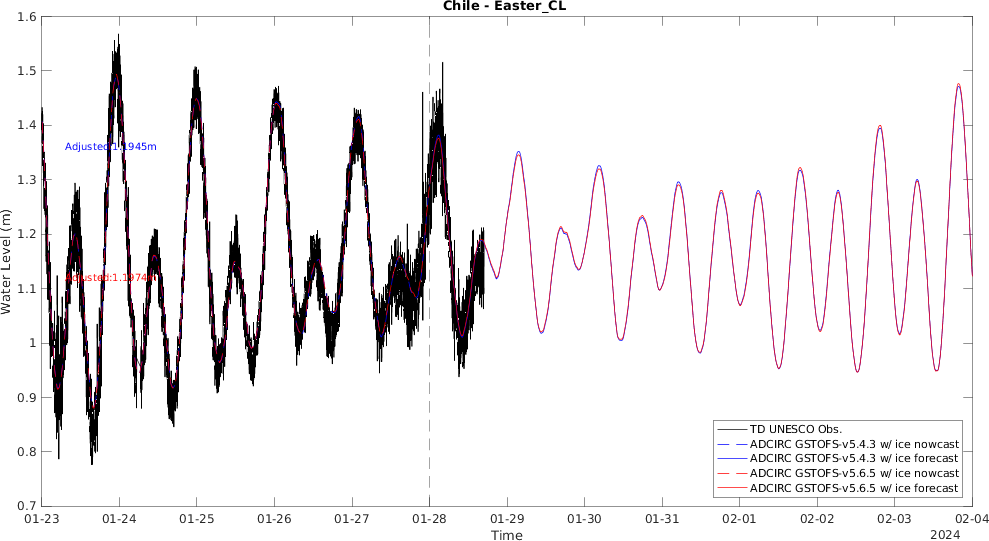 Chile - Easter_CL
1.6
1.5
1.4
1.3
1.2
1.1
1
0.9
0.8
0.7
Water Level (m)
Adjusted:1.1945m
Adjusted:1.1974m
TD UNESCO Obs.
ADCIRC GSTOFS-v5.4.3 w/ ice nowcast
ADCIRC GSTOFS-v5.4.3 w/ ice forecast
ADCIRC GSTOFS-v5.6.5 w/ ice nowcast
ADCIRC GSTOFS-v5.6.5 w/ ice forecast
01-23 01-24 01-25 01-26 01-27 01-28 01-29 01-30 01-31 02-01 02-02 02-03 02-04
Time
2024